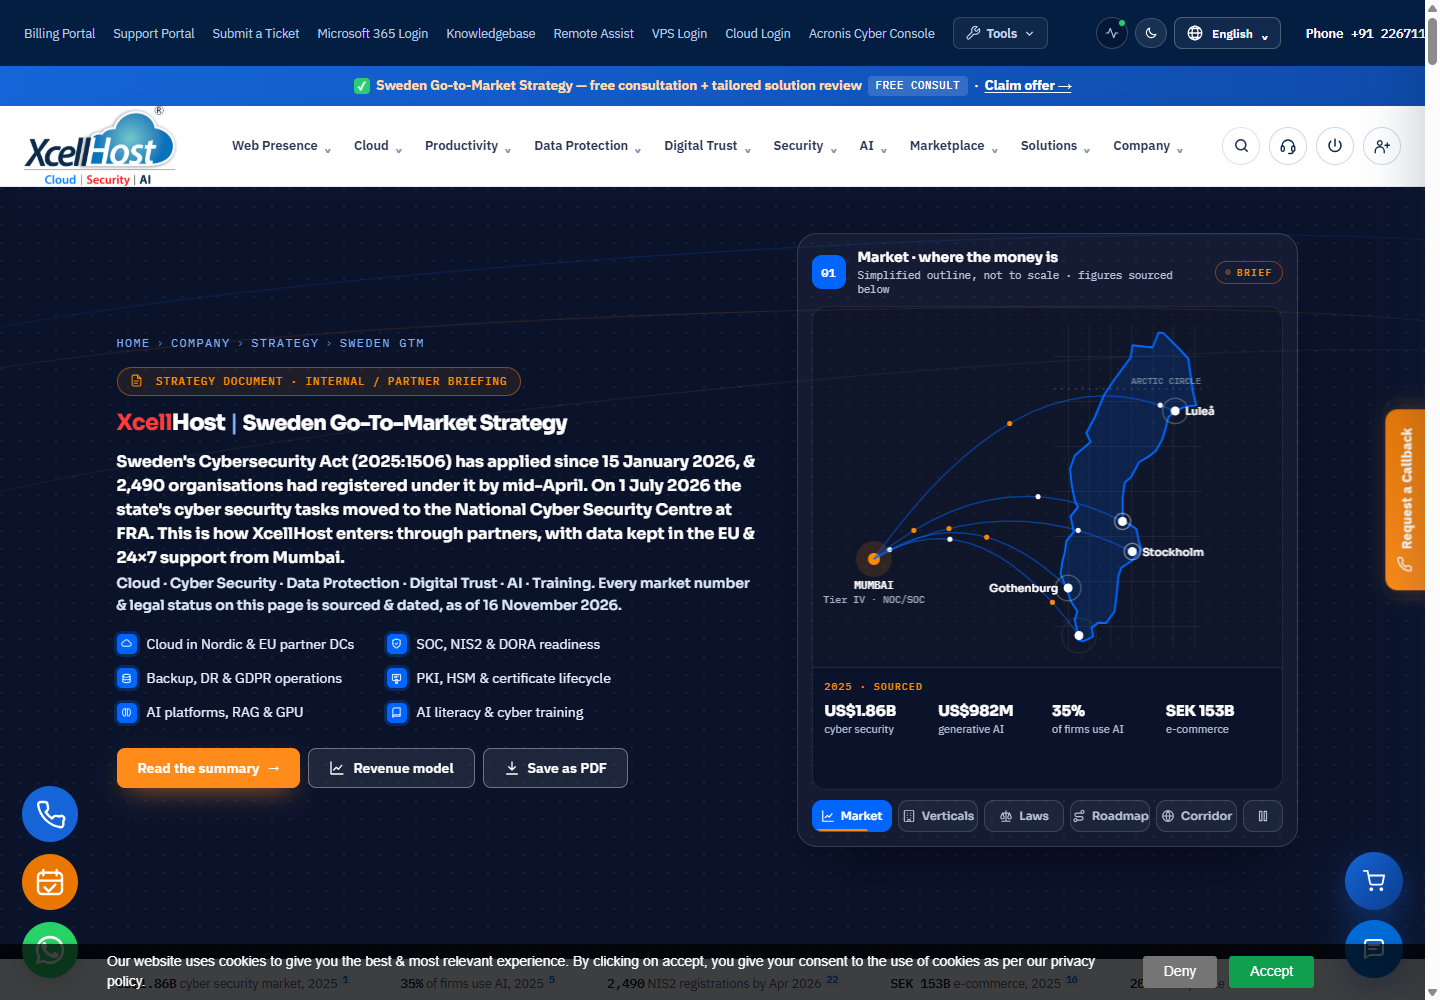 Billing Portal Support Portal Submit a Ticket Microsoft 365 Login Knowledgebase Remote Assist VPS Login Cloud Login Acronis Cyber Console Tools English Phone +91 226711
Sweden Go-to-Market Strategy — free consultation + tailored solution review FREE CONSULT · Claim offer →
XcellHost ®
Cloud | Security | AI
Web Presence Cloud Productivity Data Protection Digital Trust Security AI Marketplace Solutions Company
HOME › COMPANY › STRATEGY › SWEDEN GTM
STRATEGY DOCUMENT · INTERNAL / PARTNER BRIEFING
XcellHost | Sweden Go-To-Market Strategy
Sweden's Cybersecurity Act (2025:1506) has applied since 15 January 2026, &
2,490 organisations had registered under it by mid-April. On 1 July 2026 the
state's cyber security tasks moved to the National Cyber Security Centre at
FRA. This is how XcellHost enters: through partners, with data kept in the EU &
24×7 support from Mumbai.
Cloud · Cyber Security · Data Protection · Digital Trust · AI · Training. Every market number
& legal status on this page is sourced & dated, as of 16 November 2026.
Cloud in Nordic & EU partner DCs SOC, NIS2 & DORA readiness
Backup, DR & GDPR operations PKI, HSM & certificate lifecycle
AI platforms, RAG & GPU AI literacy & cyber training
Read the summary → Revenue model Save as PDF
01 Market · where the money is
Simplified outline, not to scale · figures sourced
below
BRIEF
ARCTIC CIRCLE
Luleå
Stockholm
MUMBAI
Gothenburg
Tier IV · NOC/SOC
2025 · SOURCED
US$1.86B US$982M 35% SEK 153B
cyber security generative AI of firms use AI e-commerce
Market Verticals Laws Roadmap Corridor
Request a Callback
Our website uses cookies to give you the best & most relevant experience. By clicking on accept, you give your consent to the use of cookies as per our privacy
policy.
Deny Accept
.86B cyber security market, 2025 1 35% of firms use AI, 2025 5 2,490 NIS2 registrations by Apr 2026 22 SEK 153B e-commerce, 2025 16